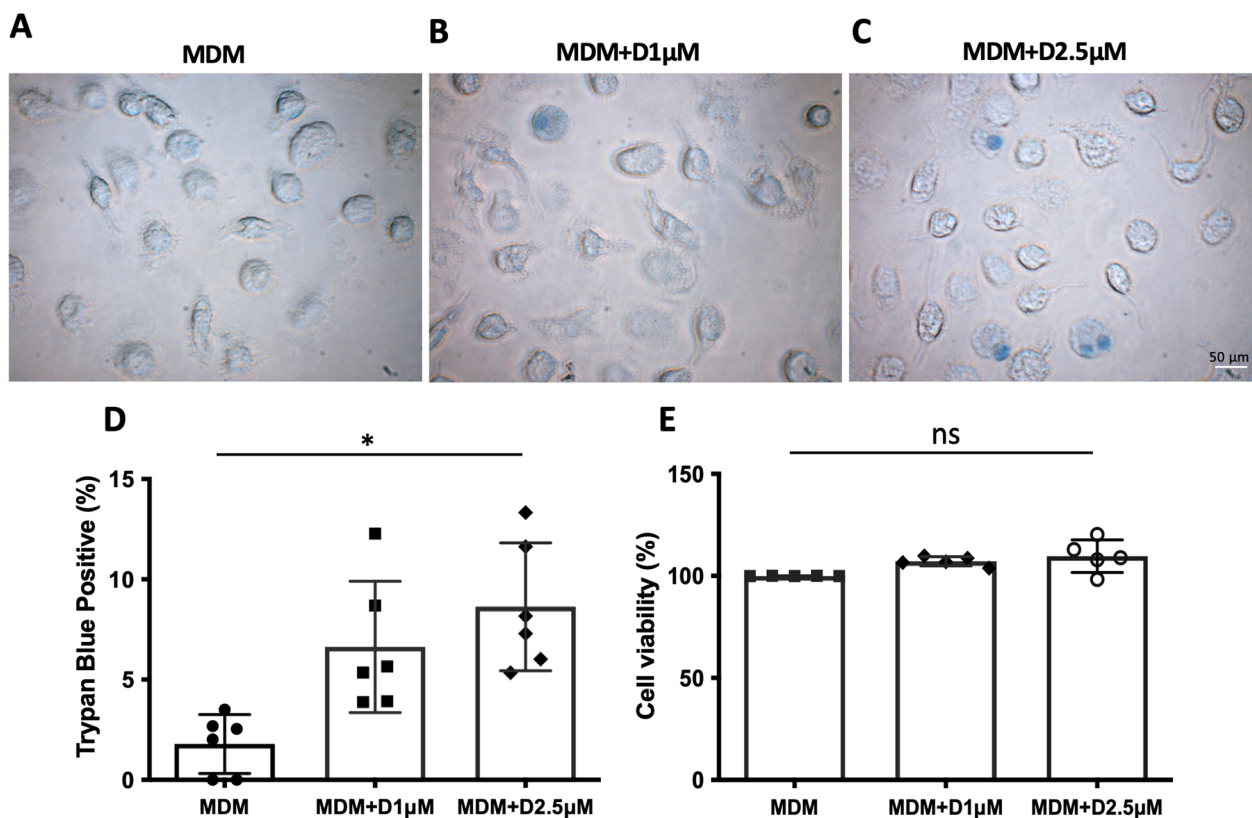 A
MDM
B
MDM+D1µM
C
MDM+D2.5µM
50 µm
D
*
Trypan Blue Positive (%)
15
10
5
0
MDM
MDM+D1µM
MDM+D2.5µM
E
ns
Cell viability (%)
150
100
50
0
MDM
MDM+D1µM
MDM+D2.5µM